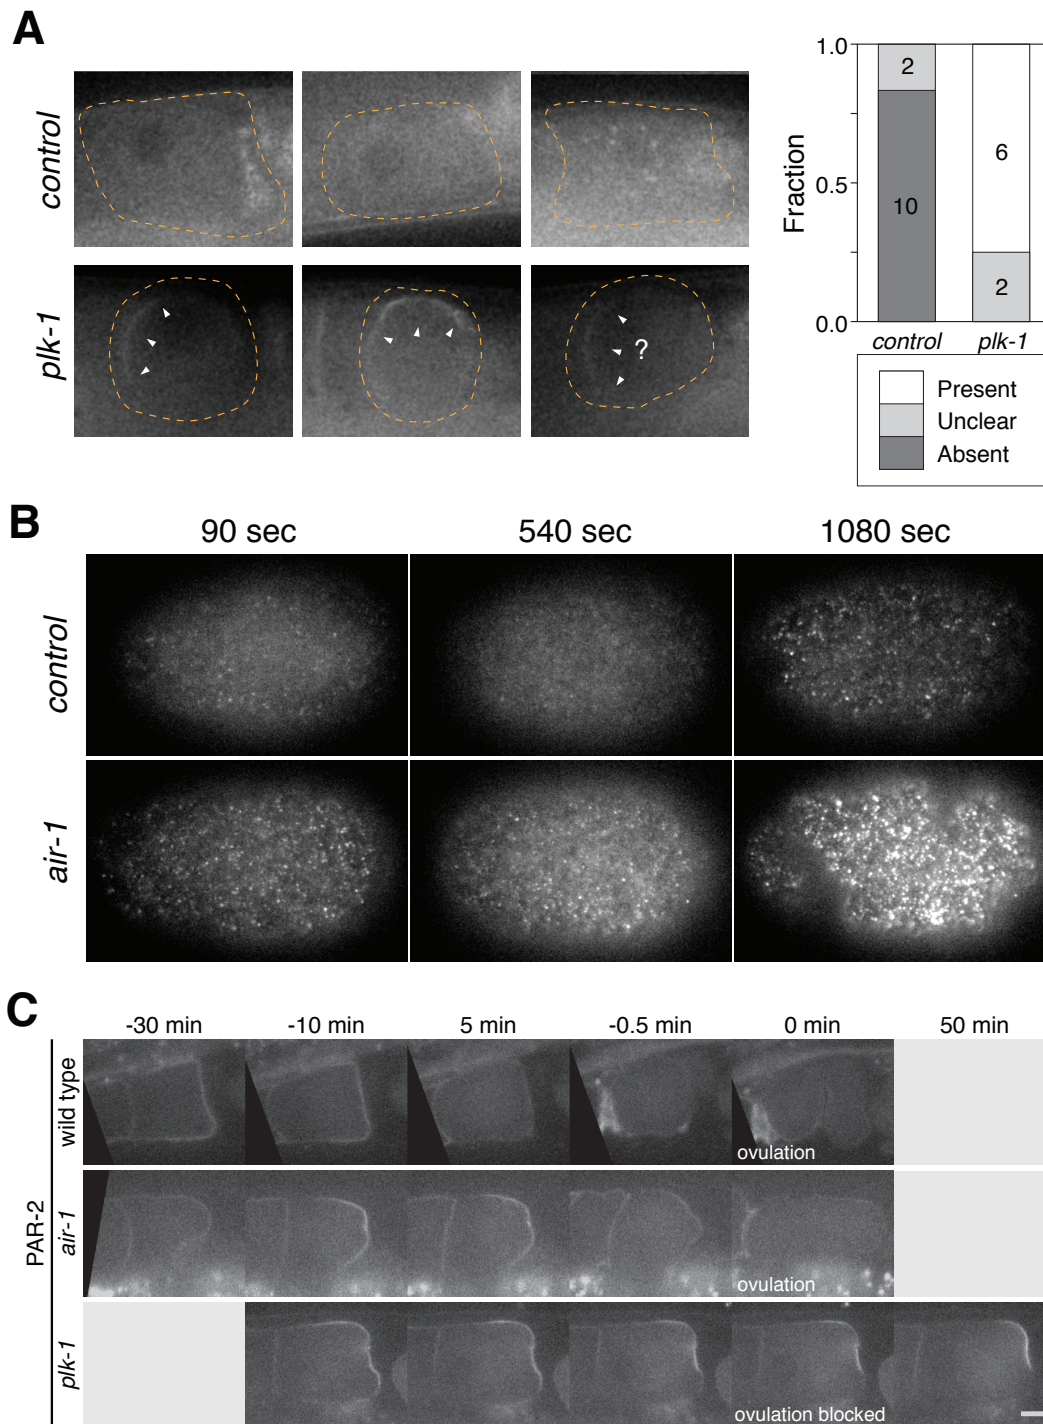 A
control
plk-1
?
Fraction
1.0
0.5
0.0
2
10
6
2
control
plk-1
Present
Unclear
Absent
B
90 sec
540 sec
1080 sec
control
air-1
C
-30 min
-10 min
5 min
-0.5 min
0 min
50 min
PAR-2
wild type
ovulation
air-1
ovulation
plk-1
ovulation blocked